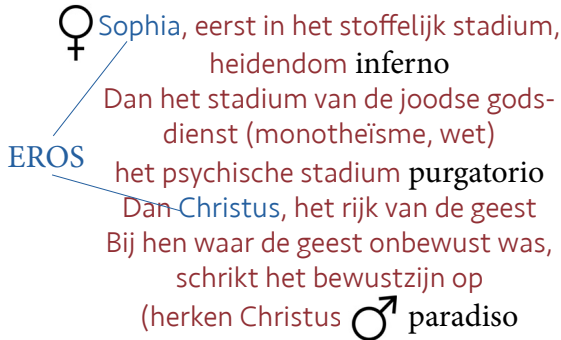 ♀ Sophia, eerst in het stoffelijk stadium,
heidendom inferno
Dan het stadium van de joodse gods-
dienst (monotheïsme, wet)
EROS
het psychische stadium purgatorio
Dan Christus, het rijk van de geest
Bij hen waar de geest onbewust was,
schrikt het bewustzijn op
(herken Christus ♂ paradiso